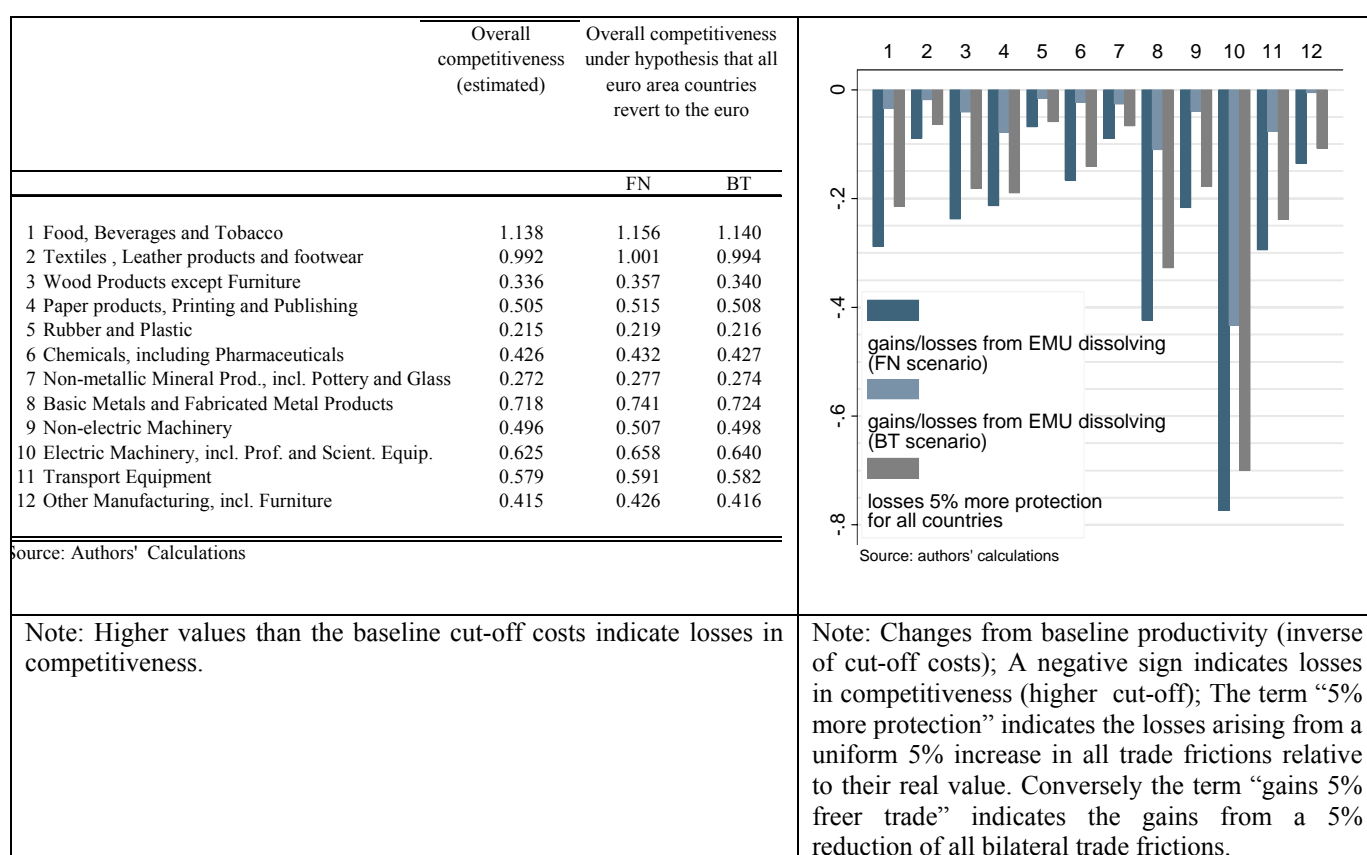 Overall competitiveness (estimated)
Overall competitiveness under hypothesis that all euro area countries revert to the euro
FN BT
1 Food, Beverages and Tobacco 1.138 1.156 1.140
2 Textiles , Leather products and footwear 0.992 1.001 0.994
3 Wood Products except Furniture 0.336 0.357 0.340
4 Paper products, Printing and Publishing 0.505 0.515 0.508
5 Rubber and Plastic 0.215 0.219 0.216
6 Chemicals, including Pharmaceuticals 0.426 0.432 0.427
7 Non-metallic Mineral Prod., incl. Pottery and Glass 0.272 0.277 0.274
8 Basic Metals and Fabricated Metal Products 0.718 0.741 0.724
9 Non-electric Machinery 0.496 0.507 0.498
10 Electric Machinery, incl. Prof. and Scient. Equip. 0.625 0.658 0.640
11 Transport Equipment 0.579 0.591 0.582
12 Other Manufacturing, incl. Furniture 0.415 0.426 0.416
Source: Authors' Calculations
1 2 3 4 5 6 7 8 9 10 11 12
0
-.2
-.4
-.6
-.8
gains/losses from EMU dissolving
(FN scenario)
gains/losses from EMU dissolving
(BT scenario)
losses 5% more protection
for all countries
Source: authors' calculations
Note: Higher values than the baseline cut-off costs indicate losses in
competitiveness.
Note: Changes from baseline productivity (inverse
of cut-off costs); A negative sign indicates losses
in competitiveness (higher cut-off); The term “5%
more protection” indicates the losses arising from a
uniform 5% increase in all trade frictions relative
to their real value. Conversely the term “gains 5%
freer trade” indicates the gains from a 5%
reduction of all bilateral trade frictions.